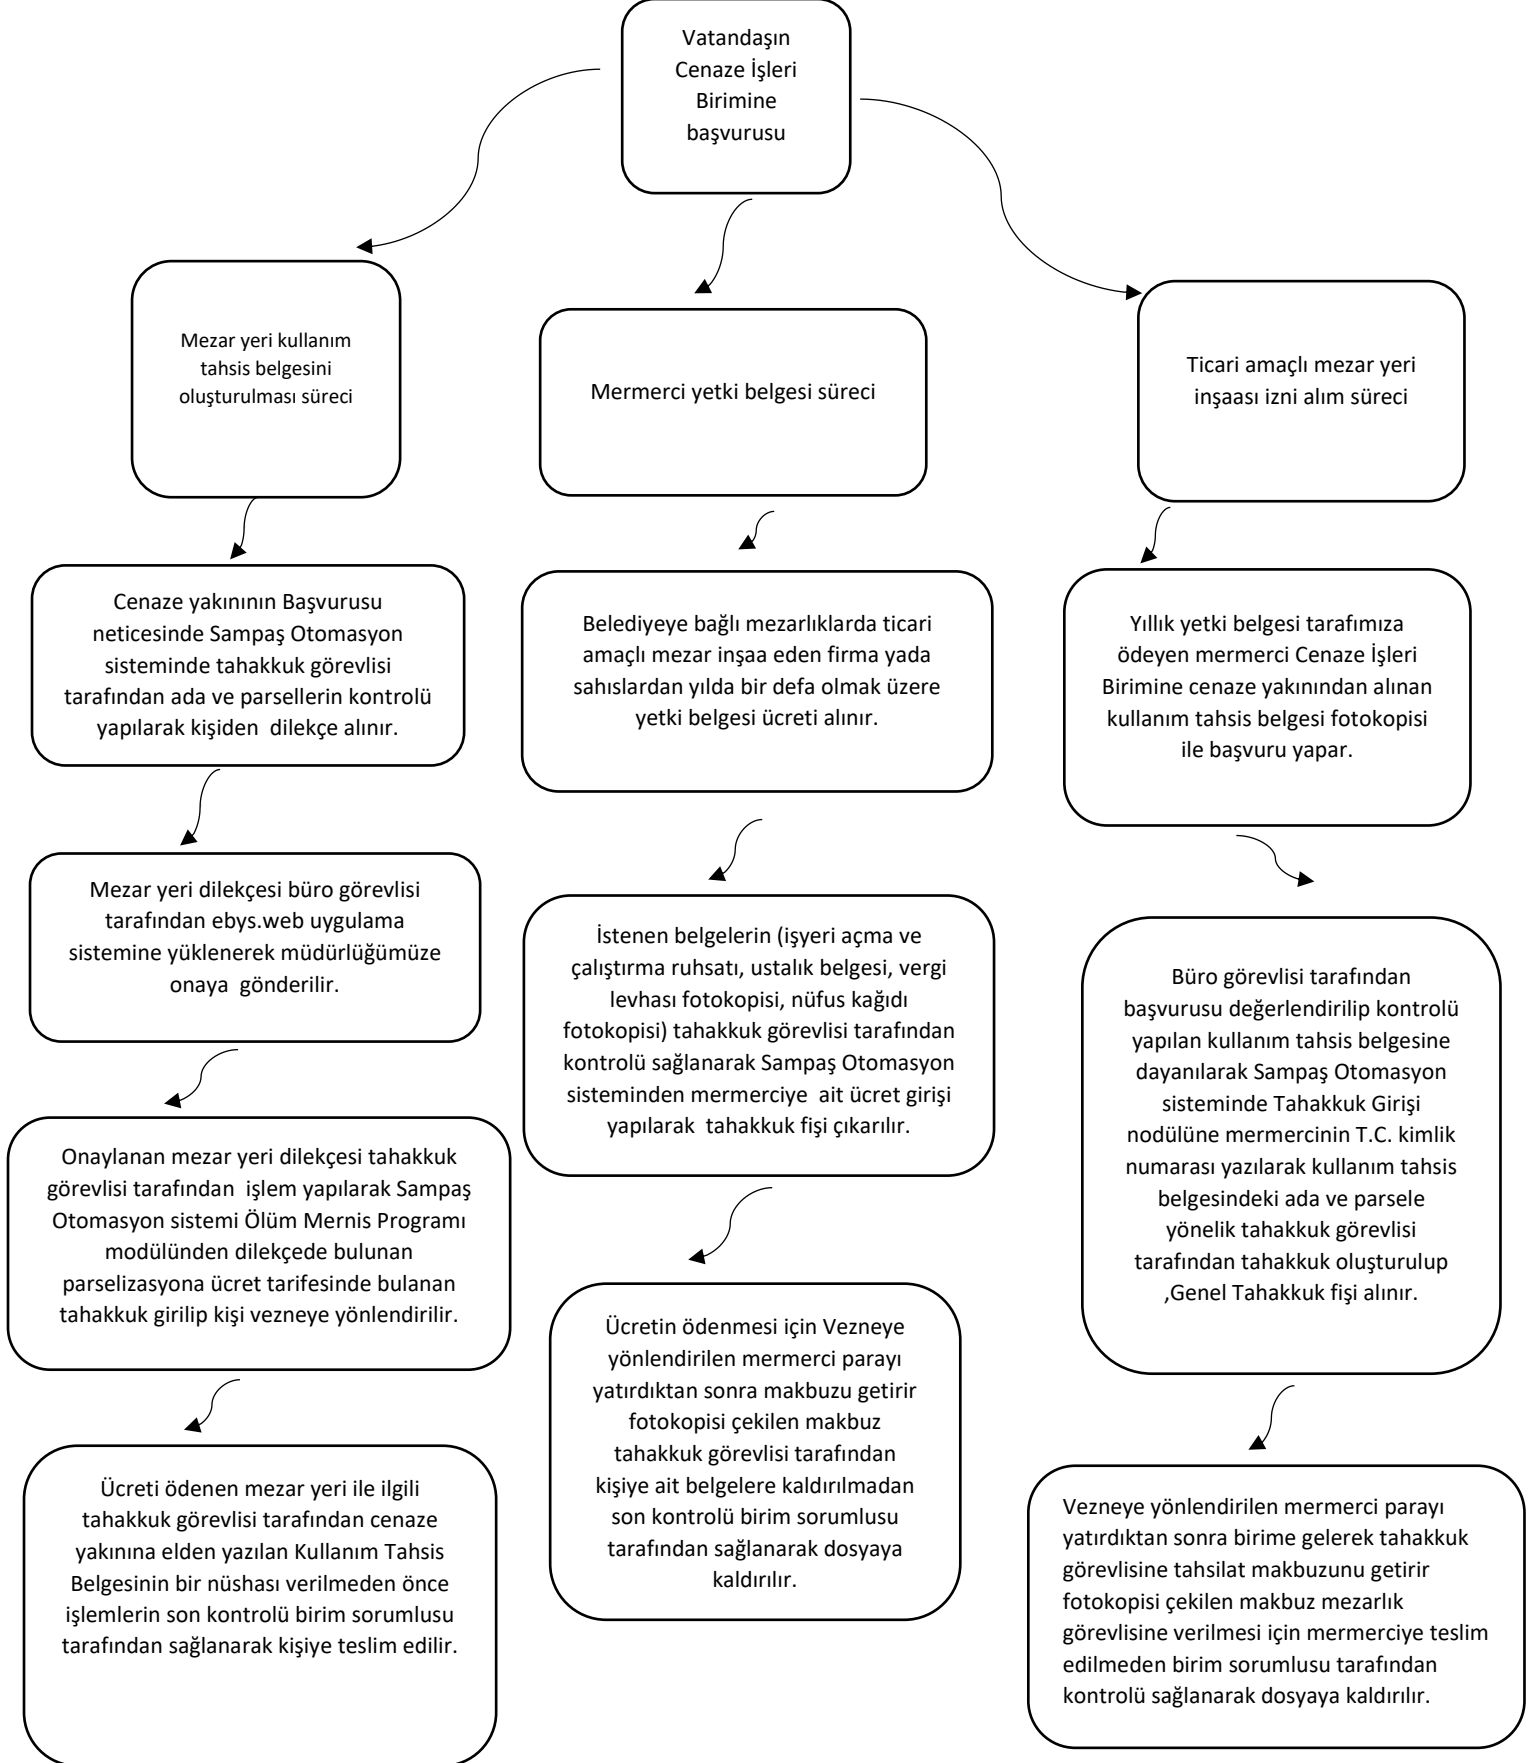 Vatandaşın
Cenaze İşleri
Birimine
başvurusu
Mezar yeri kullanım
tahsis belgesini
oluşturulması süreci
Mermerci yetki belgesi süreci
Ticari amaçlı mezar yeri
inşaası izni alım süreci
Cenaze yakınının Başvurusu
neticesinde Sampaş Otomasyon
sisteminde tahakkuk görevlisi
tarafından ada ve parsellerin kontrolü
yapılarak kişiden dilekçe alınır.
Belediyeye bağlı mezarlıklarda ticari
amaçlı mezar inşaa eden firma yada
sahıslardan yılda bir defa olmak üzere
yetki belgesi ücreti alınır.
Yıllık yetki belgesi tarafımıza
ödeyen mermerci Cenaze İşleri
Birimine cenaze yakınından alınan
kullanım tahsis belgesi fotokopisi
ile başvuru yapar.
Mezar yeri dilekçesi büro görevlisi
tarafından ebys.web uygulama
sistemine yüklenerek müdürlüğümüze
onaya gönderilir.
İstenen belgelerin (işyeri açma ve
çalıştırma ruhsatı, ustalık belgesi, vergi
levhası fotokopisi, nüfus kağıdı
fotokopisi) tahakkuk görevlisi tarafından
kontrolü sağlanarak Sampaş Otomasyon
sisteminden mermerciye ait ücret girişi
yapılarak tahakkuk fişi çıkarılır.
Büro görevlisi tarafından
başvurusu değerlendirilip kontrolü
yapılan kullanım tahsis belgesine
dayanılarak Sampaş Otomasyon
sisteminde Tahakkuk Girişi
nodülüne mermercinin T.C. kimlik
numarası yazılarak kullanım tahsis
belgesindeki ada ve parsele
yönelik tahakkuk görevlisi
tarafından tahakkuk oluşturulup
,Genel Tahakkuk fişi alınır.
Onaylanan mezar yeri dilekçesi tahakkuk
görevlisi tarafından işlem yapılarak Sampaş
Otomasyon sistemi Ölüm Mernis Programı
modülünden dilekçede bulunan
parselizasyona ücret tarifesinde bulanan
tahakkuk girilip kişi vezneye yönlendirilir.
Ücretin ödenmesi için Vezneye
yönlendirilen mermerci parayı
yatırdıktan sonra makbuzu getirir
fotokopisi çekilen makbuz
tahakkuk görevlisi tarafından
kişiye ait belgelere kaldırılmadan
son kontrolü birim sorumlusu
tarafından sağlanarak dosyaya
kaldırılır.
Ücreti ödenen mezar yeri ile ilgili
tahakkuk görevlisi tarafından cenaze
yakınına elden yazılan Kullanım Tahsis
Belgesinin bir nüshası verilmeden önce
işlemlerin son kontrolü birim sorumlusu
tarafından sağlanarak kişiye teslim edilir.
Vezneye yönlendirilen mermerci parayı
yatırdıktan sonra birime gelerek tahakkuk
görevlisine tahsilat makbuzunu getirir
fotokopisi çekilen makbuz mezarlık
görevlisine verilmesi için mermerciye teslim
edilmeden birim sorumlusu tarafından
kontrolü sağlanarak dosyaya kaldırılır.